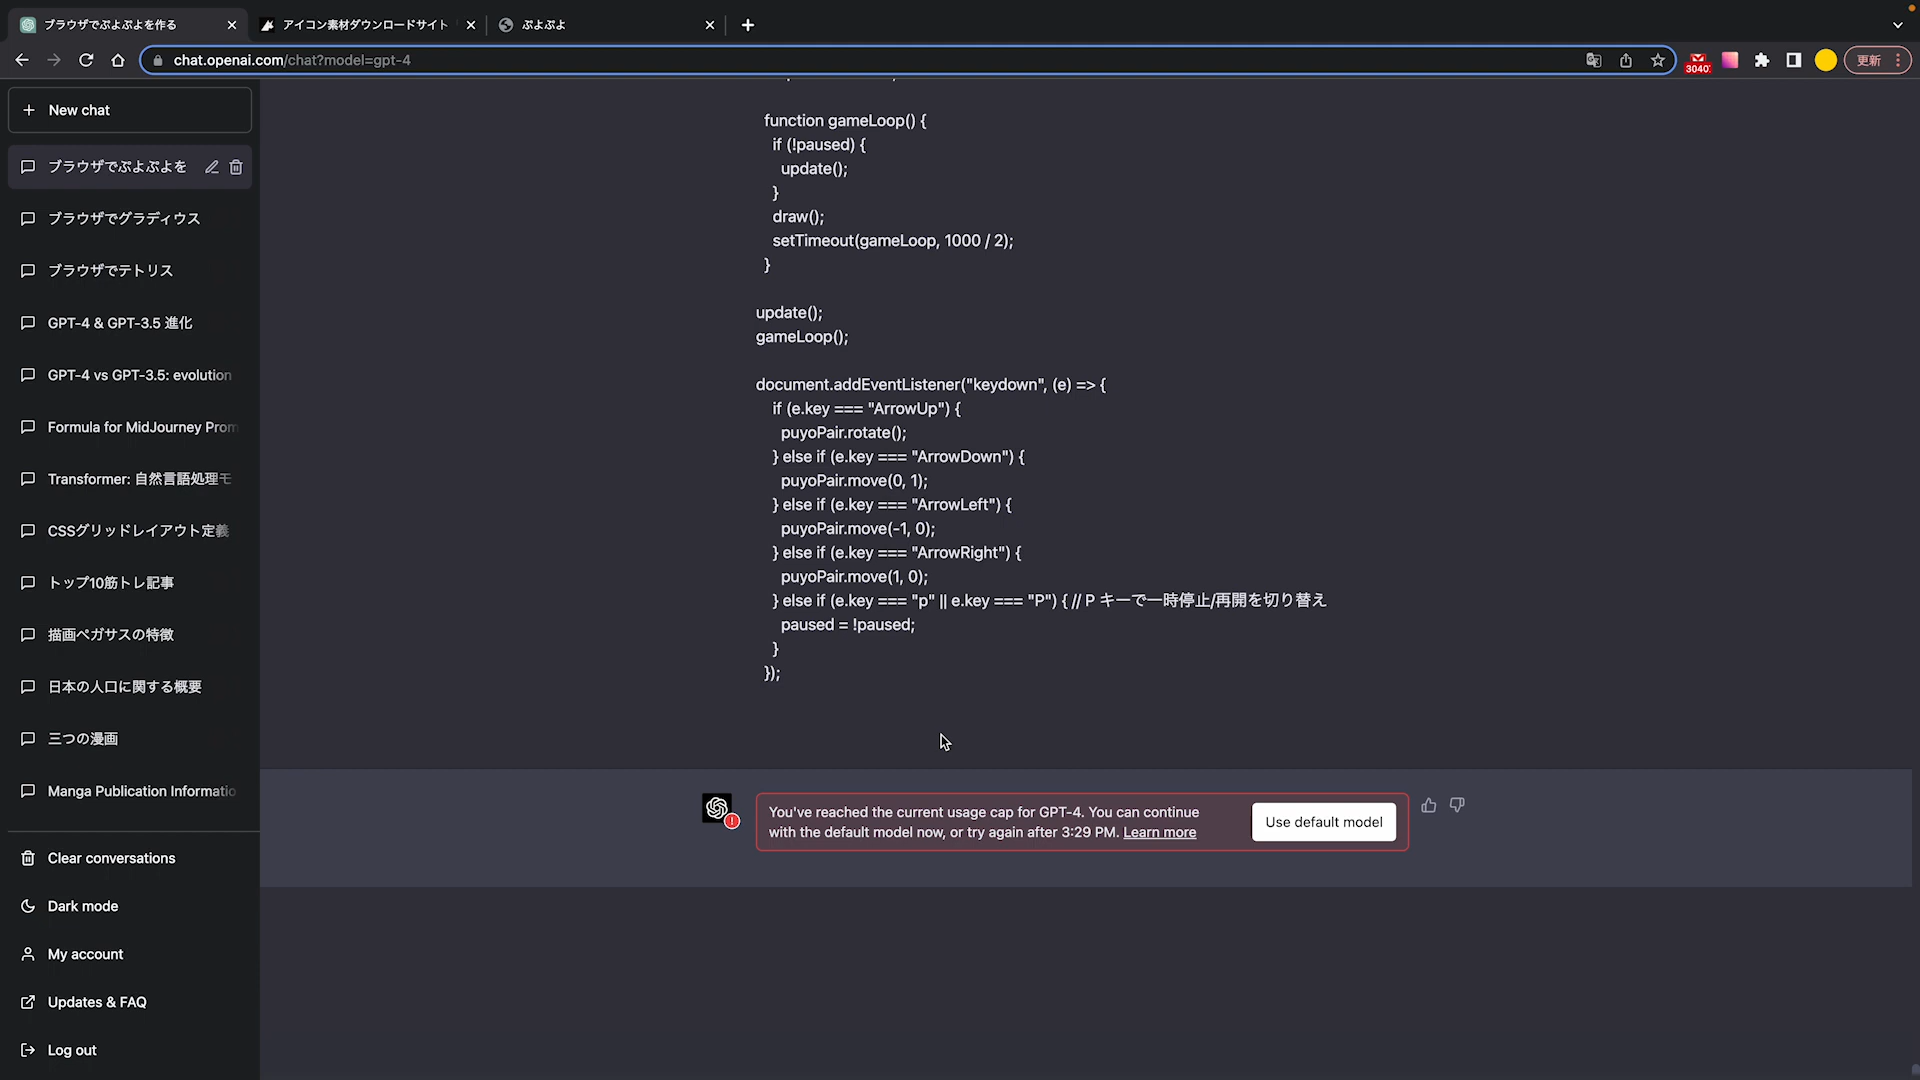 ブラウザでぷよぷよを作る
アイコン素材ダウンロードサイト
ぷよぷよ
chat.openai.com/chat?model=gpt-4
3040
更新
New chat
ブラウザでぷよぷよを
ブラウザでグラディウス
ブラウザでテトリス
GPT-4 & GPT-3.5 進化
GPT-4 vs GPT-3.5: evolution
Formula for MidJourney Prom
Transformer: 自然言語処理モ
CSSグリッドレイアウト定義
トップ10筋トレ記事
描画ペガサスの特徴
日本の人口に関する概要
三つの漫画
Manga Publication Informatio
Clear conversations
Dark mode
My account
Updates & FAQ
Log out
function gameLoop() {
if (!paused) {
update();
}
draw();
setTimeout(gameLoop, 1000 / 2);
}
update();
gameLoop();
document.addEventListener("keydown", (e) => {
if (e.key === "ArrowUp") {
puyoPair.rotate();
} else if (e.key === "ArrowDown") {
puyoPair.move(0, 1);
} else if (e.key === "ArrowLeft") {
puyoPair.move(-1, 0);
} else if (e.key === "ArrowRight") {
puyoPair.move(1, 0);
} else if (e.key === "p" || e.key === "P") { // P キーで一時停止/再開を切り替え
paused = !paused;
}
});
You've reached the current usage cap for GPT-4. You can continue
with the default model now, or try again after 3:29 PM. Learn more
Use default model